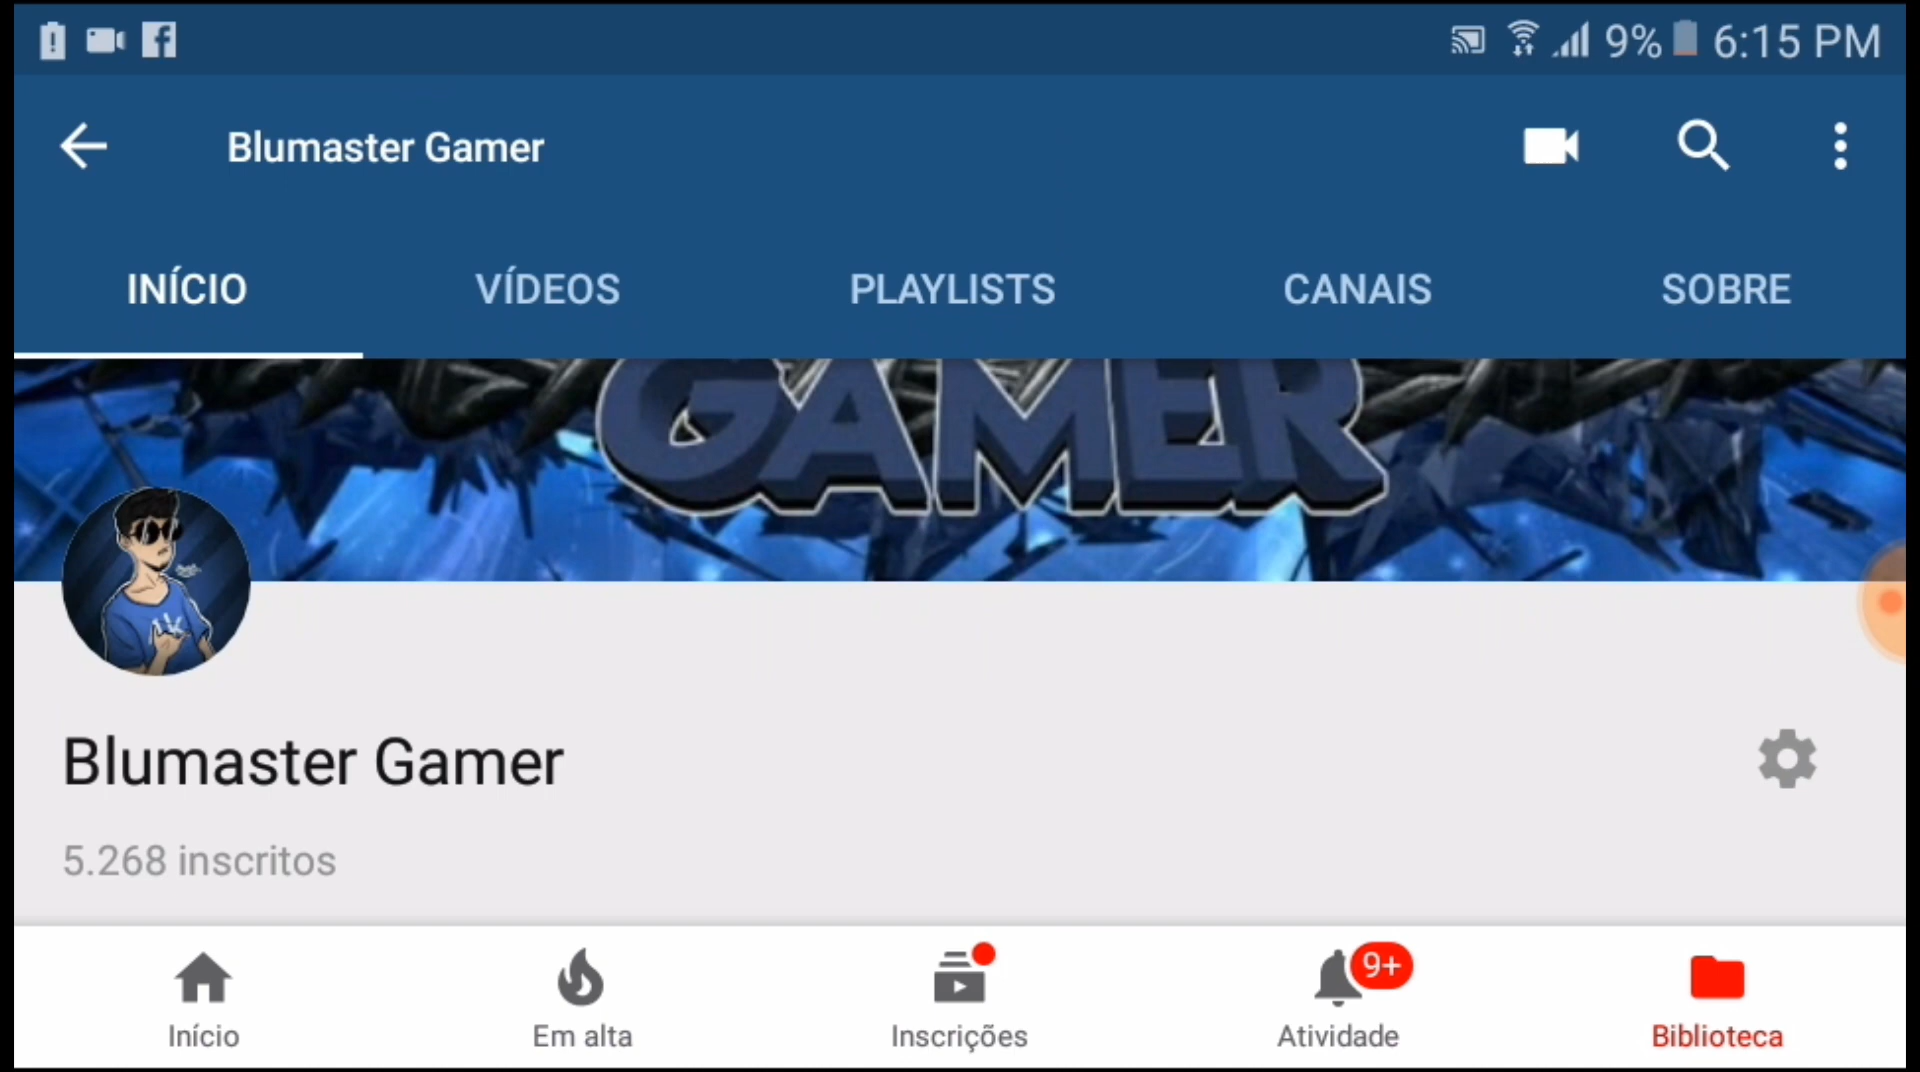 9% 6:15 PM
Blumaster Gamer
INÍCIO VÍDEOS PLAYLISTS CANAIS SOBRE
GAMER
Blumaster Gamer
5.268 inscritos
9+
Início Em alta Inscrições Atividade Biblioteca